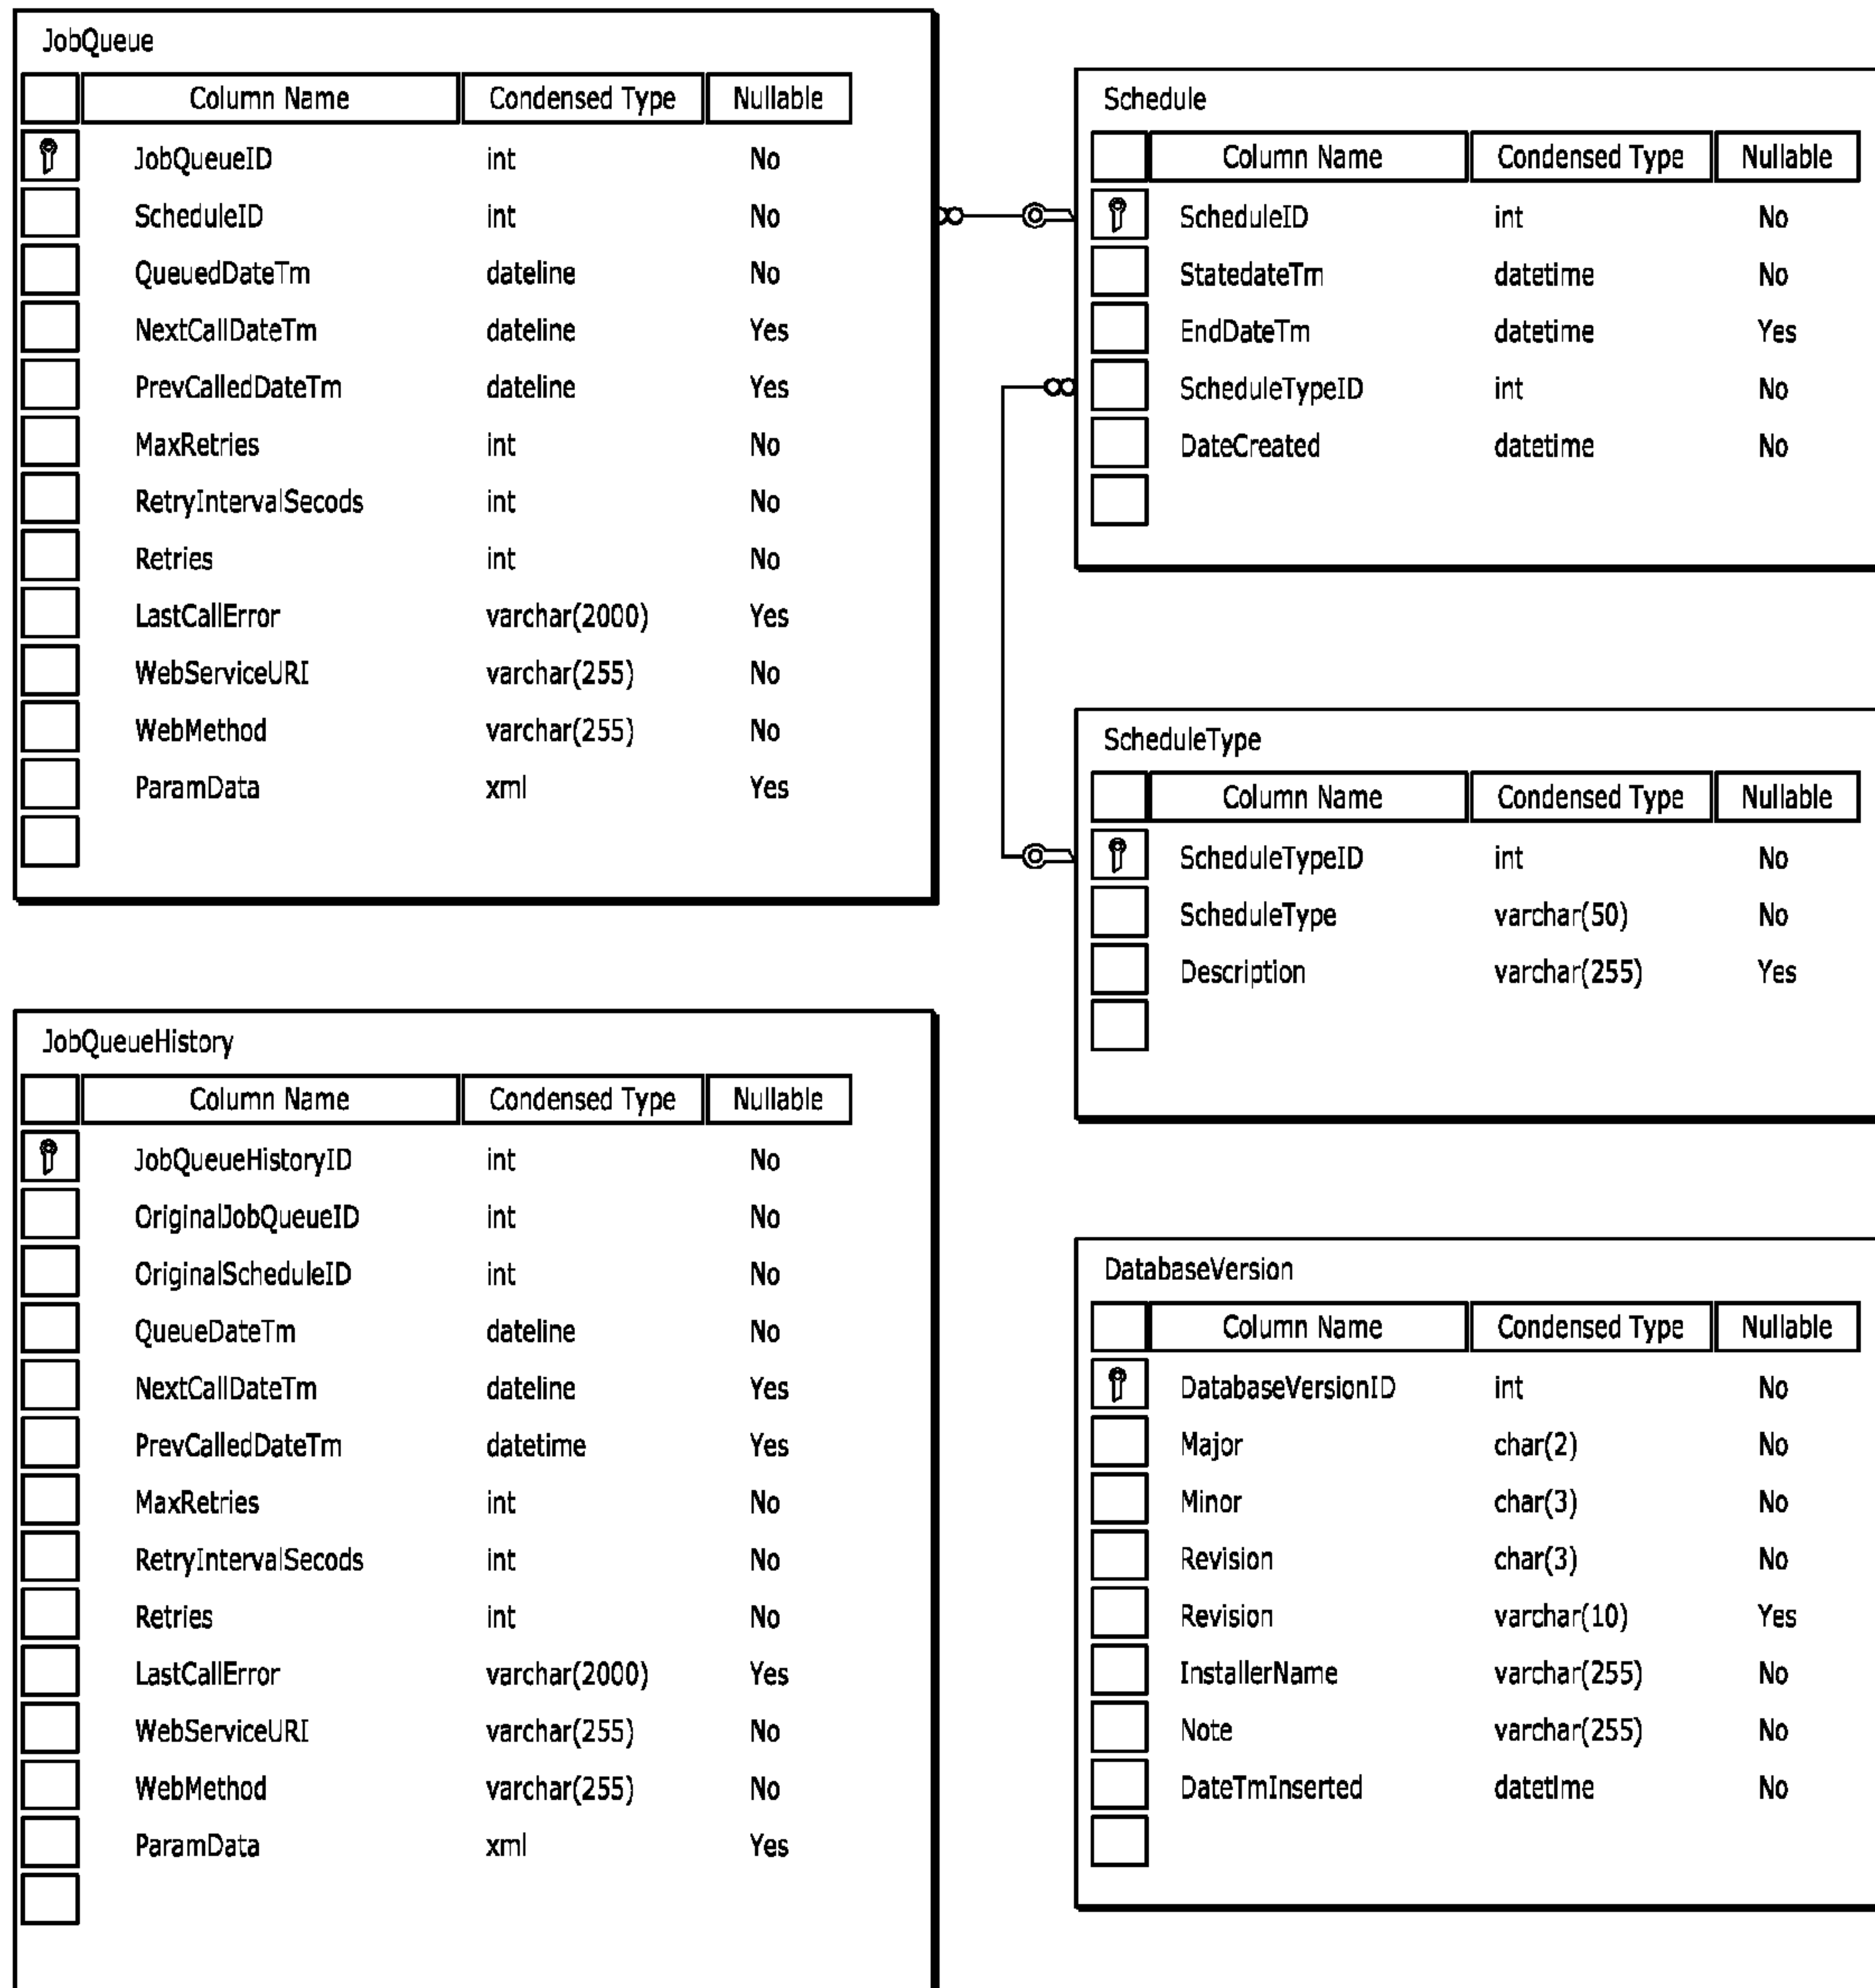 JobQueue
Column Name Condensed Type Nullable
JobQueueID int No
ScheduleID int No
QueuedDateTm dateline No
NextCallDateTm dateline Yes
PrevCalledDateTm dateline Yes
MaxRetries int No
RetryIntervalSecods int No
Retries int No
LastCallError varchar(2000) Yes
WebServiceURI varchar(255) No
WebMethod varchar(255) No
ParamData xml Yes
Schedule
Column Name Condensed Type Nullable
ScheduleID int No
StatedateTm datetime No
EndDateTm datetime Yes
ScheduleTypeID int No
DateCreated datetime No
ScheduleType
Column Name Condensed Type Nullable
ScheduleTypeID int No
ScheduleType varchar(50) No
Description varchar(255) Yes
JobQueueHistory
Column Name Condensed Type Nullable
JobQueueHistoryID int No
OriginalJobQueueID int No
OriginalScheduleID int No
QueueDateTm dateline No
NextCallDateTm dateline Yes
PrevCalledDateTm datetime Yes
MaxRetries int No
RetryIntervalSecods int No
Retries int No
LastCallError varchar(2000) Yes
WebServiceURI varchar(255) No
WebMethod varchar(255) No
ParamData xml Yes
DatabaseVersion
Column Name Condensed Type Nullable
DatabaseVersionID int No
Major char(2) No
Minor char(3) No
Revision char(3) No
Revision varchar(10) Yes
InstallerName varchar(255) No
Note varchar(255) No
DateTmInserted datetlme No